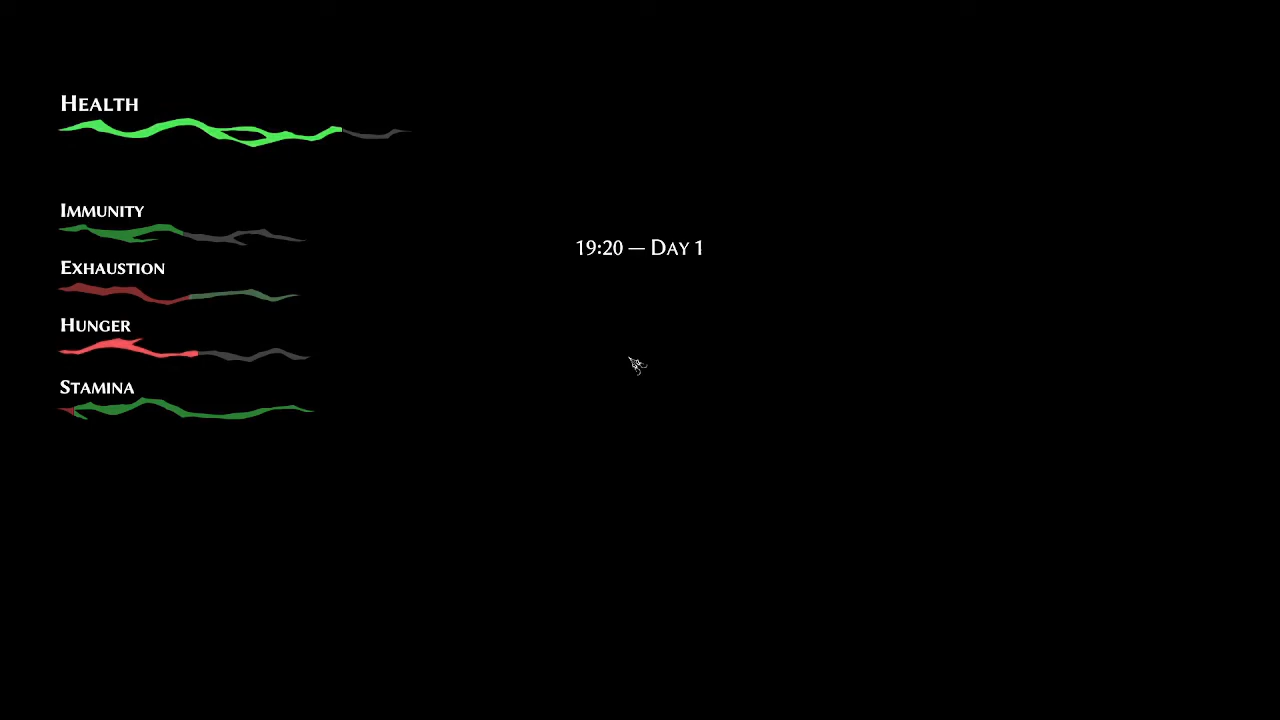 Health
Immunity
Exhaustion
Hunger
Stamina
19:20 — Day 1